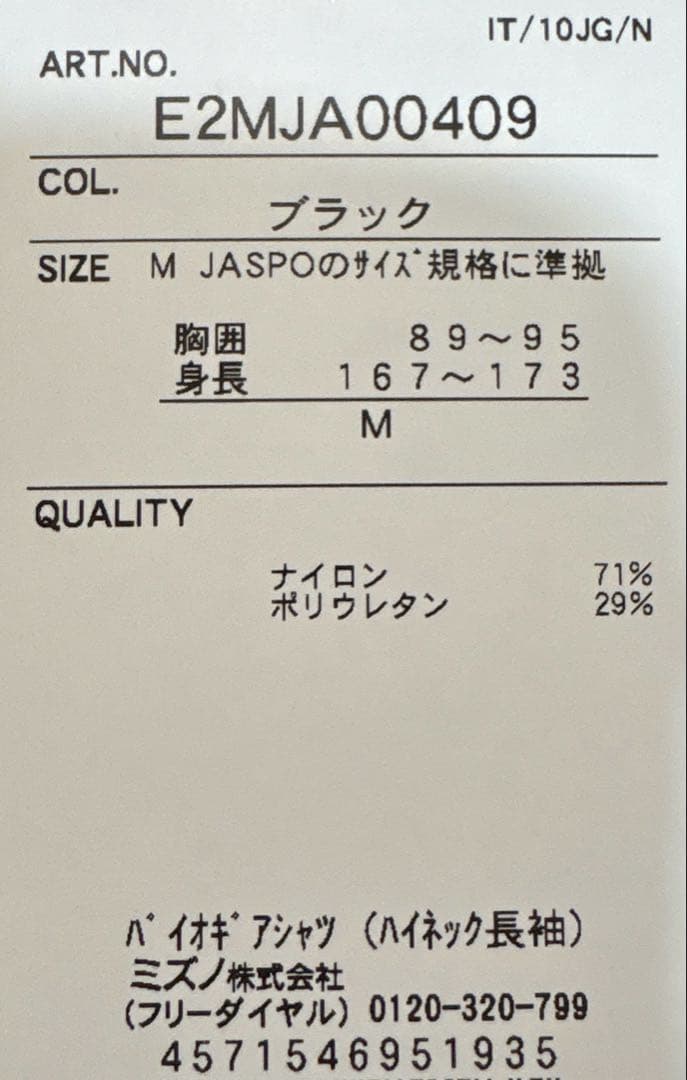 IT/10JG/N
ART.NO.
E2MJA00409
COL.
ブラック
SIZE M JASPOのｻｲｽﾞ規格に準拠
胸囲 89～95
身長 167～173
M
QUALITY
ナイロン 71%
ポリウレタン 29%
ﾊﾞｲｵｷﾞｱｼｬﾂ（ﾊｲﾈｯｸ長袖）
ミズノ株式会社
(フリーダイヤル) 0120-320-799
4571546951935